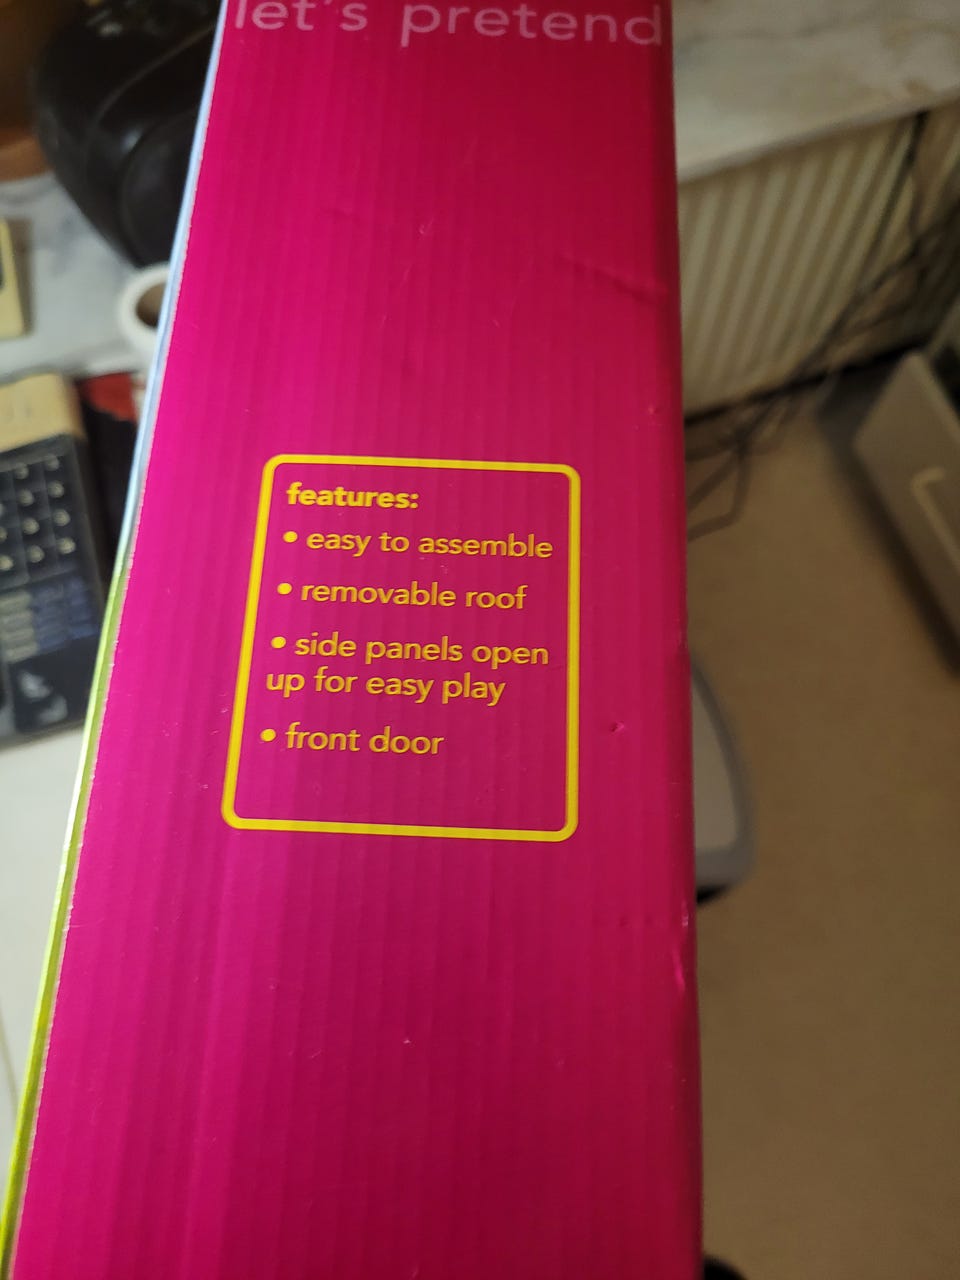 let's pretend
features:
• easy to assemble
• removable roof
• side panels open
up for easy play
• front door